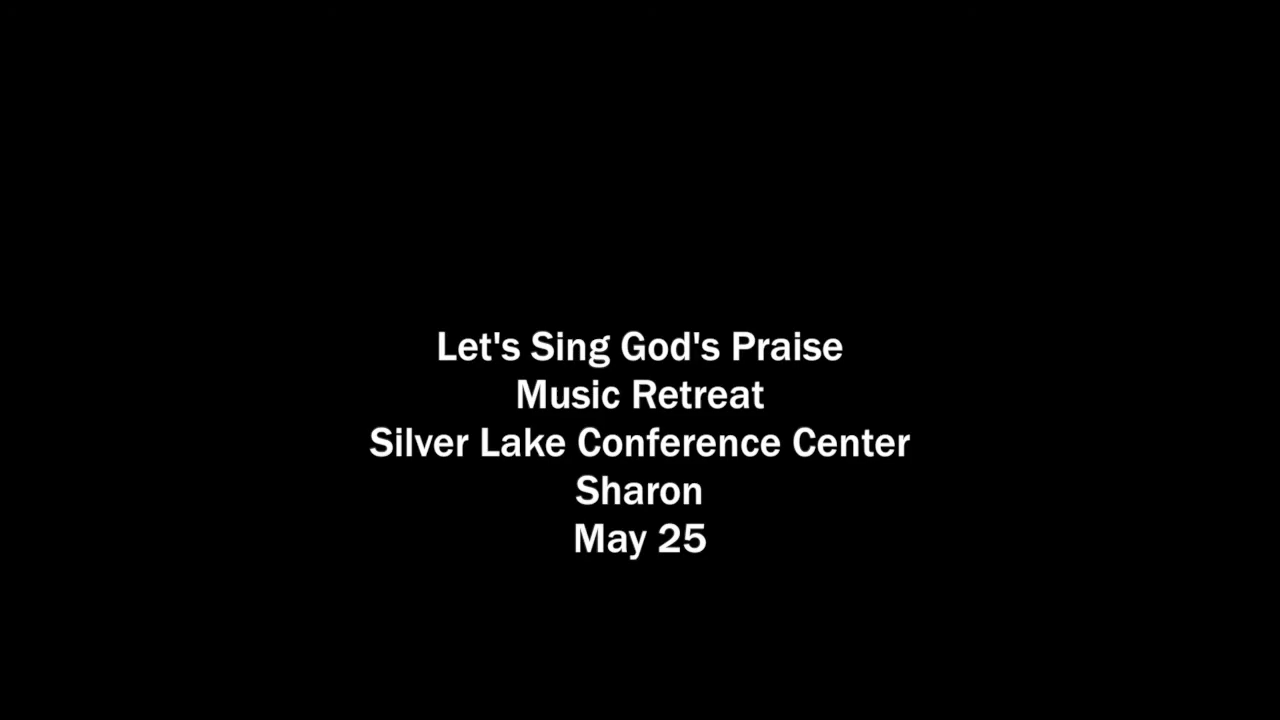 Let's Sing God's Praise
Music Retreat
Silver Lake Conference Center
Sharon
May 25